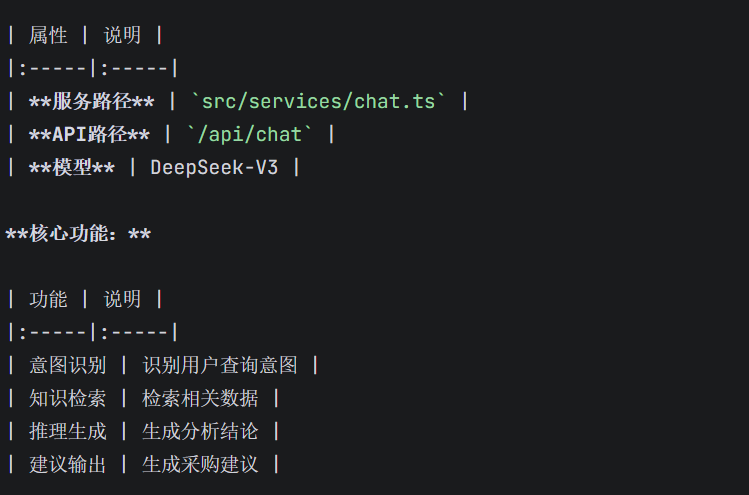 | 属性 | 说明 |
|:-----|:-----|
| **服务路径** | `src/services/chat.ts` |
| **API路径** | `/api/chat` |
| **模型** | DeepSeek-V3 |
**核心功能：**
| 功能 | 说明 |
|:-----|:-----|
| 意图识别 | 识别用户查询意图 |
| 知识检索 | 检索相关数据 |
| 推理生成 | 生成分析结论 |
| 建议输出 | 生成采购建议 |